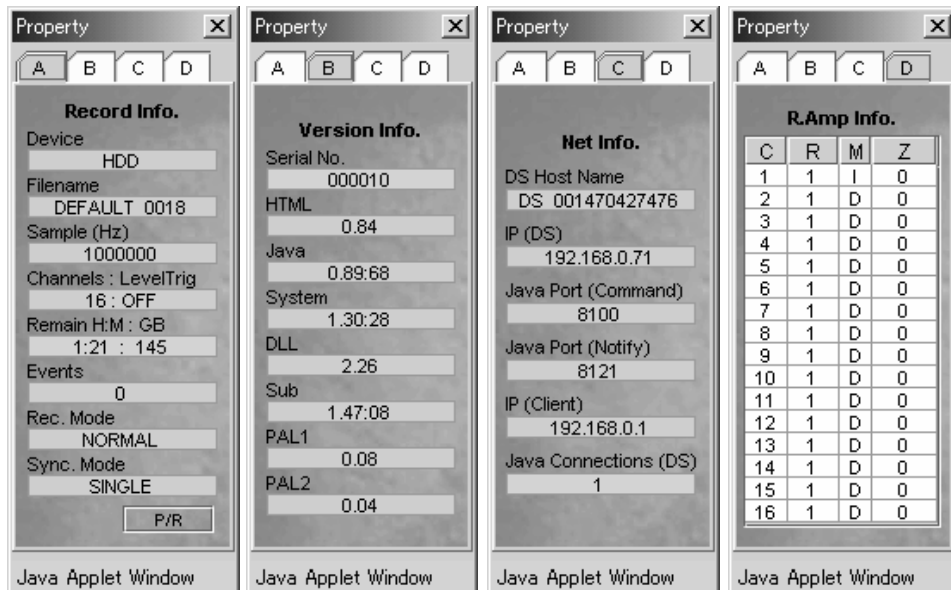 Property
A B C D
Record Info.
Device
HDD
Filename
DEFAULT 0018
Sample (Hz)
1000000
Channels : LevelTrig
16 : OFF
Remain H:M : GB
1:21 : 145
Events
0
Rec. Mode
NORMAL
Sync. Mode
SINGLE
P/R
Java Applet Window
Property
A B C D
Version Info.
Serial No.
000010
HTML
0.84
Java
0.89:68
System
1.30:28
DLL
2.26
Sub
1.47:08
PAL1
0.08
PAL2
0.04
Java Applet Window
Property
A B C D
Net Info.
DS Host Name
DS 001470427476
IP (DS)
192.168.0.71
Java Port (Command)
8100
Java Port (Notify)
8121
IP (Client)
192.168.0.1
Java Connections (DS)
1
Java Applet Window
Property
A B C D
R.Amp Info.
C R M Z
1 1 I 0
2 1 D 0
3 1 D 0
4 1 D 0
5 1 D 0
6 1 D 0
7 1 D 0
8 1 D 0
9 1 D 0
10 1 D 0
11 1 D 0
12 1 D 0
13 1 D 0
14 1 D 0
15 1 D 0
16 1 D 0
Java Applet Window